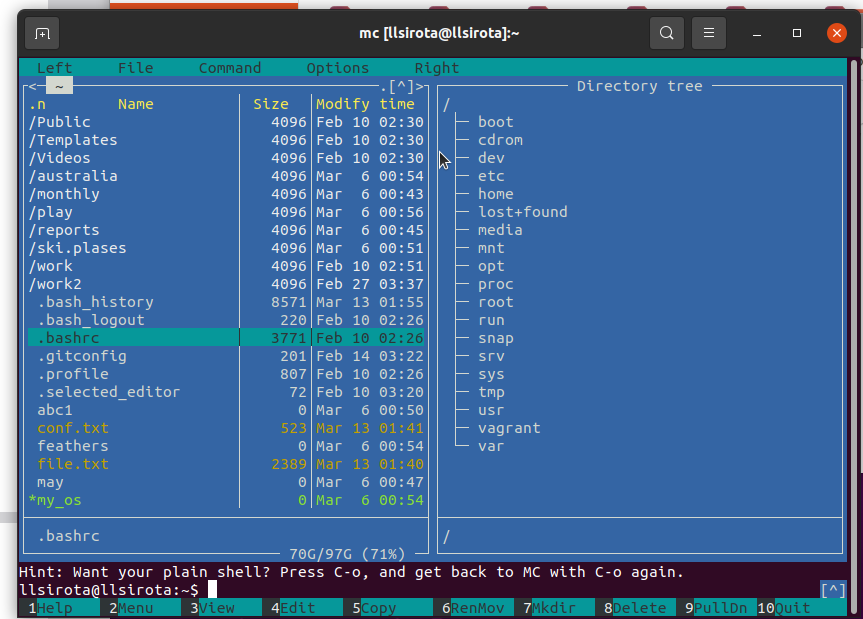 mc [llsirota@llsirota]:~
Left File Command Options Right
<─ ~ ─.[^]>
.n Name Size Modify time
/Public 4096 Feb 10 02:30
/Templates 4096 Feb 10 02:30
/Videos 4096 Feb 10 02:30
/australia 4096 Mar 6 00:54
/monthly 4096 Mar 6 00:43
/play 4096 Mar 6 00:56
/reports 4096 Mar 6 00:45
/ski.plases 4096 Mar 6 00:51
/work 4096 Feb 10 02:51
/work2 4096 Feb 27 03:37
.bash_history 8571 Mar 13 01:55
.bash_logout 220 Feb 10 02:26
.bashrc 3771 Feb 10 02:26
.gitconfig 201 Feb 14 03:22
.profile 807 Feb 10 02:26
.selected_editor 72 Feb 10 03:20
abc1 0 Mar 6 00:50
conf.txt 523 Mar 13 01:41
feathers 0 Mar 6 00:54
file.txt 2389 Mar 13 01:40
may 0 Mar 6 00:47
*my_os 0 Mar 6 00:54
.bashrc
70G/97G (71%)
Directory tree
/
boot
cdrom
dev
etc
home
lost+found
media
mnt
opt
proc
root
run
snap
srv
sys
tmp
usr
vagrant
var
/
Hint: Want your plain shell? Press C-o, and get back to MC with C-o again.
llsirota@llsirota:~$ [^]
1Help 2Menu 3View 4Edit 5Copy 6RenMov 7Mkdir 8Delete 9PullDn 10Quit